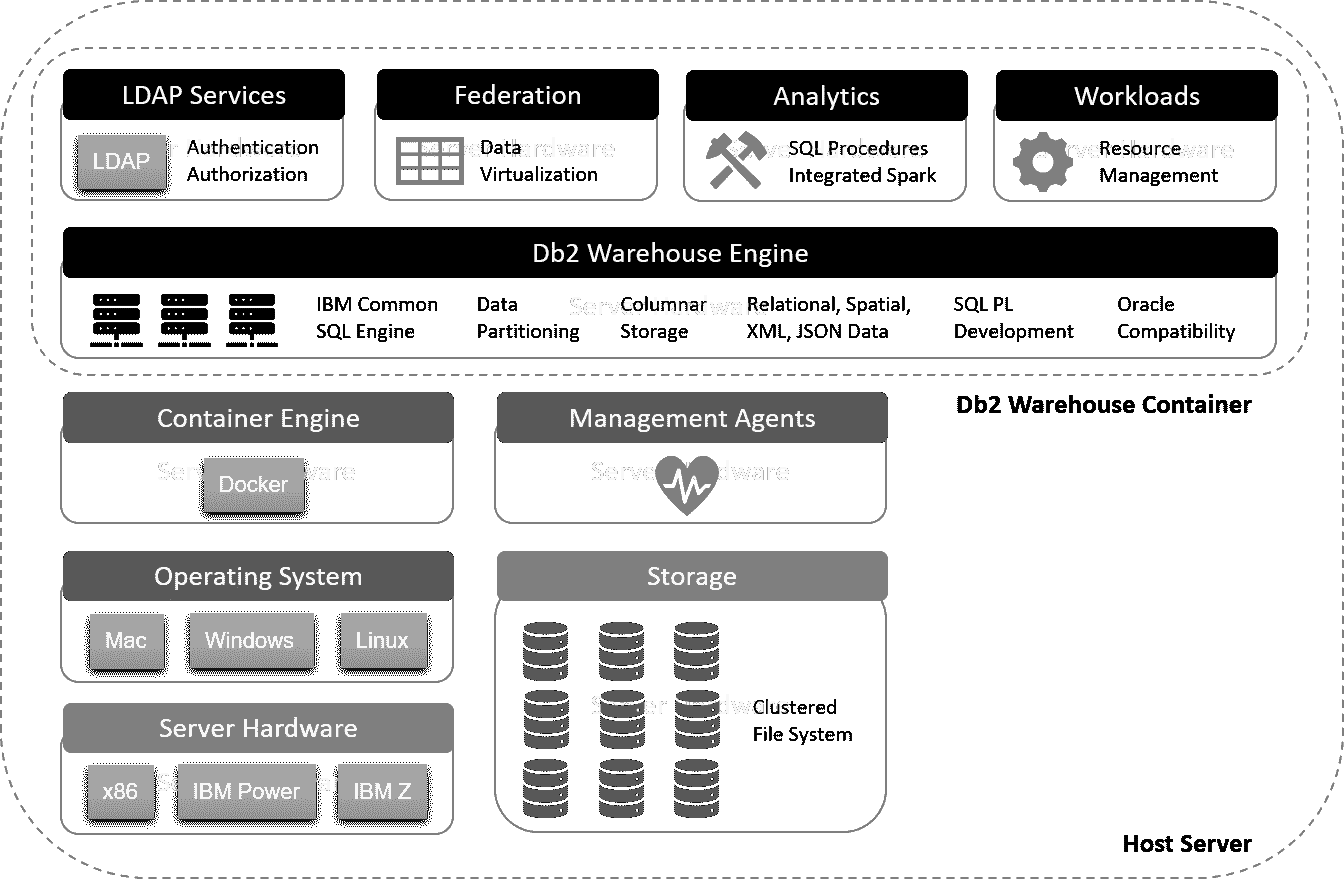 LDAP Services
LDAP
Authentication
Authorization
Federation
Data
Virtualization
Analytics
SQL Procedures
Integrated Spark
Workloads
Resource
Management
Db2 Warehouse Engine
IBM Common
SQL Engine
Data
Partitioning
Columnar
Storage
Relational, Spatial,
XML, JSON Data
SQL PL
Development
Oracle
Compatibility
Db2 Warehouse Container
Container Engine
Docker
Management Agents
Operating System
Mac
Windows
Linux
Storage
Clustered
File System
Server Hardware
x86
IBM Power
IBM Z
Host Server